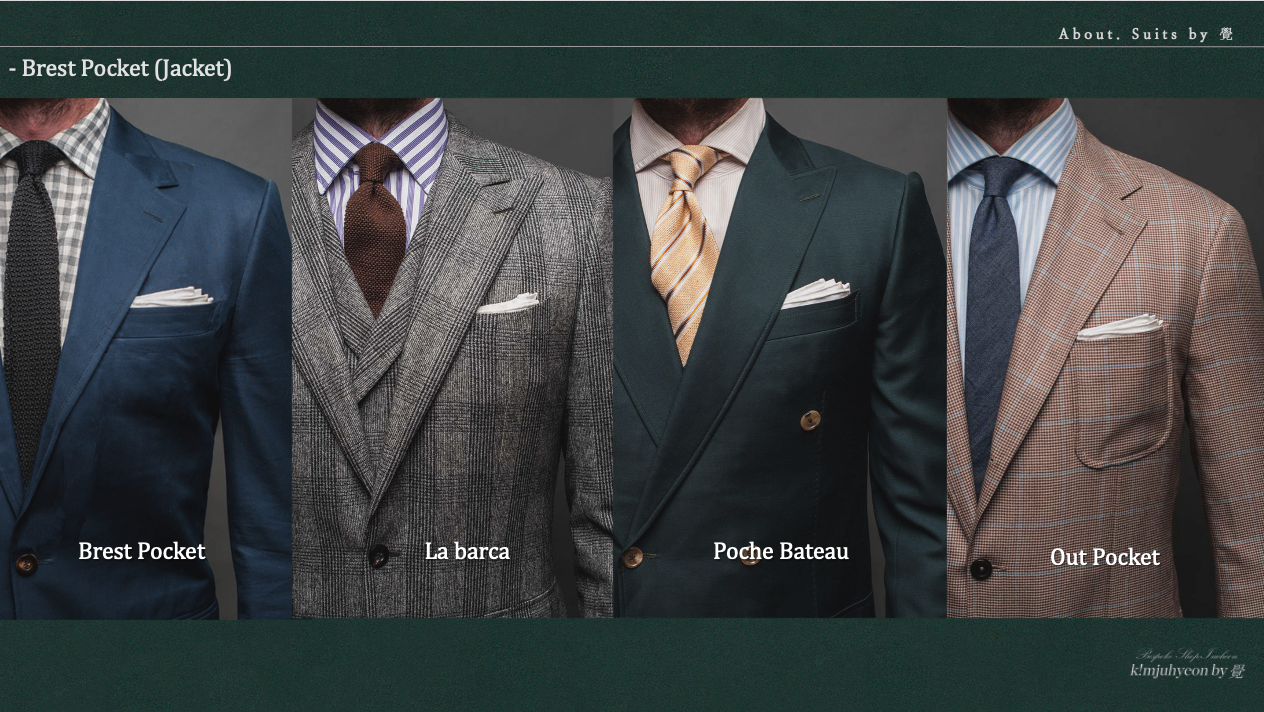 About. Suits by 覺
- Brest Pocket (Jacket)
Brest Pocket
La barca
Poche Bateau
Out Pocket
Bespoke Shop Incheon
k!mjuhyeon by 覺